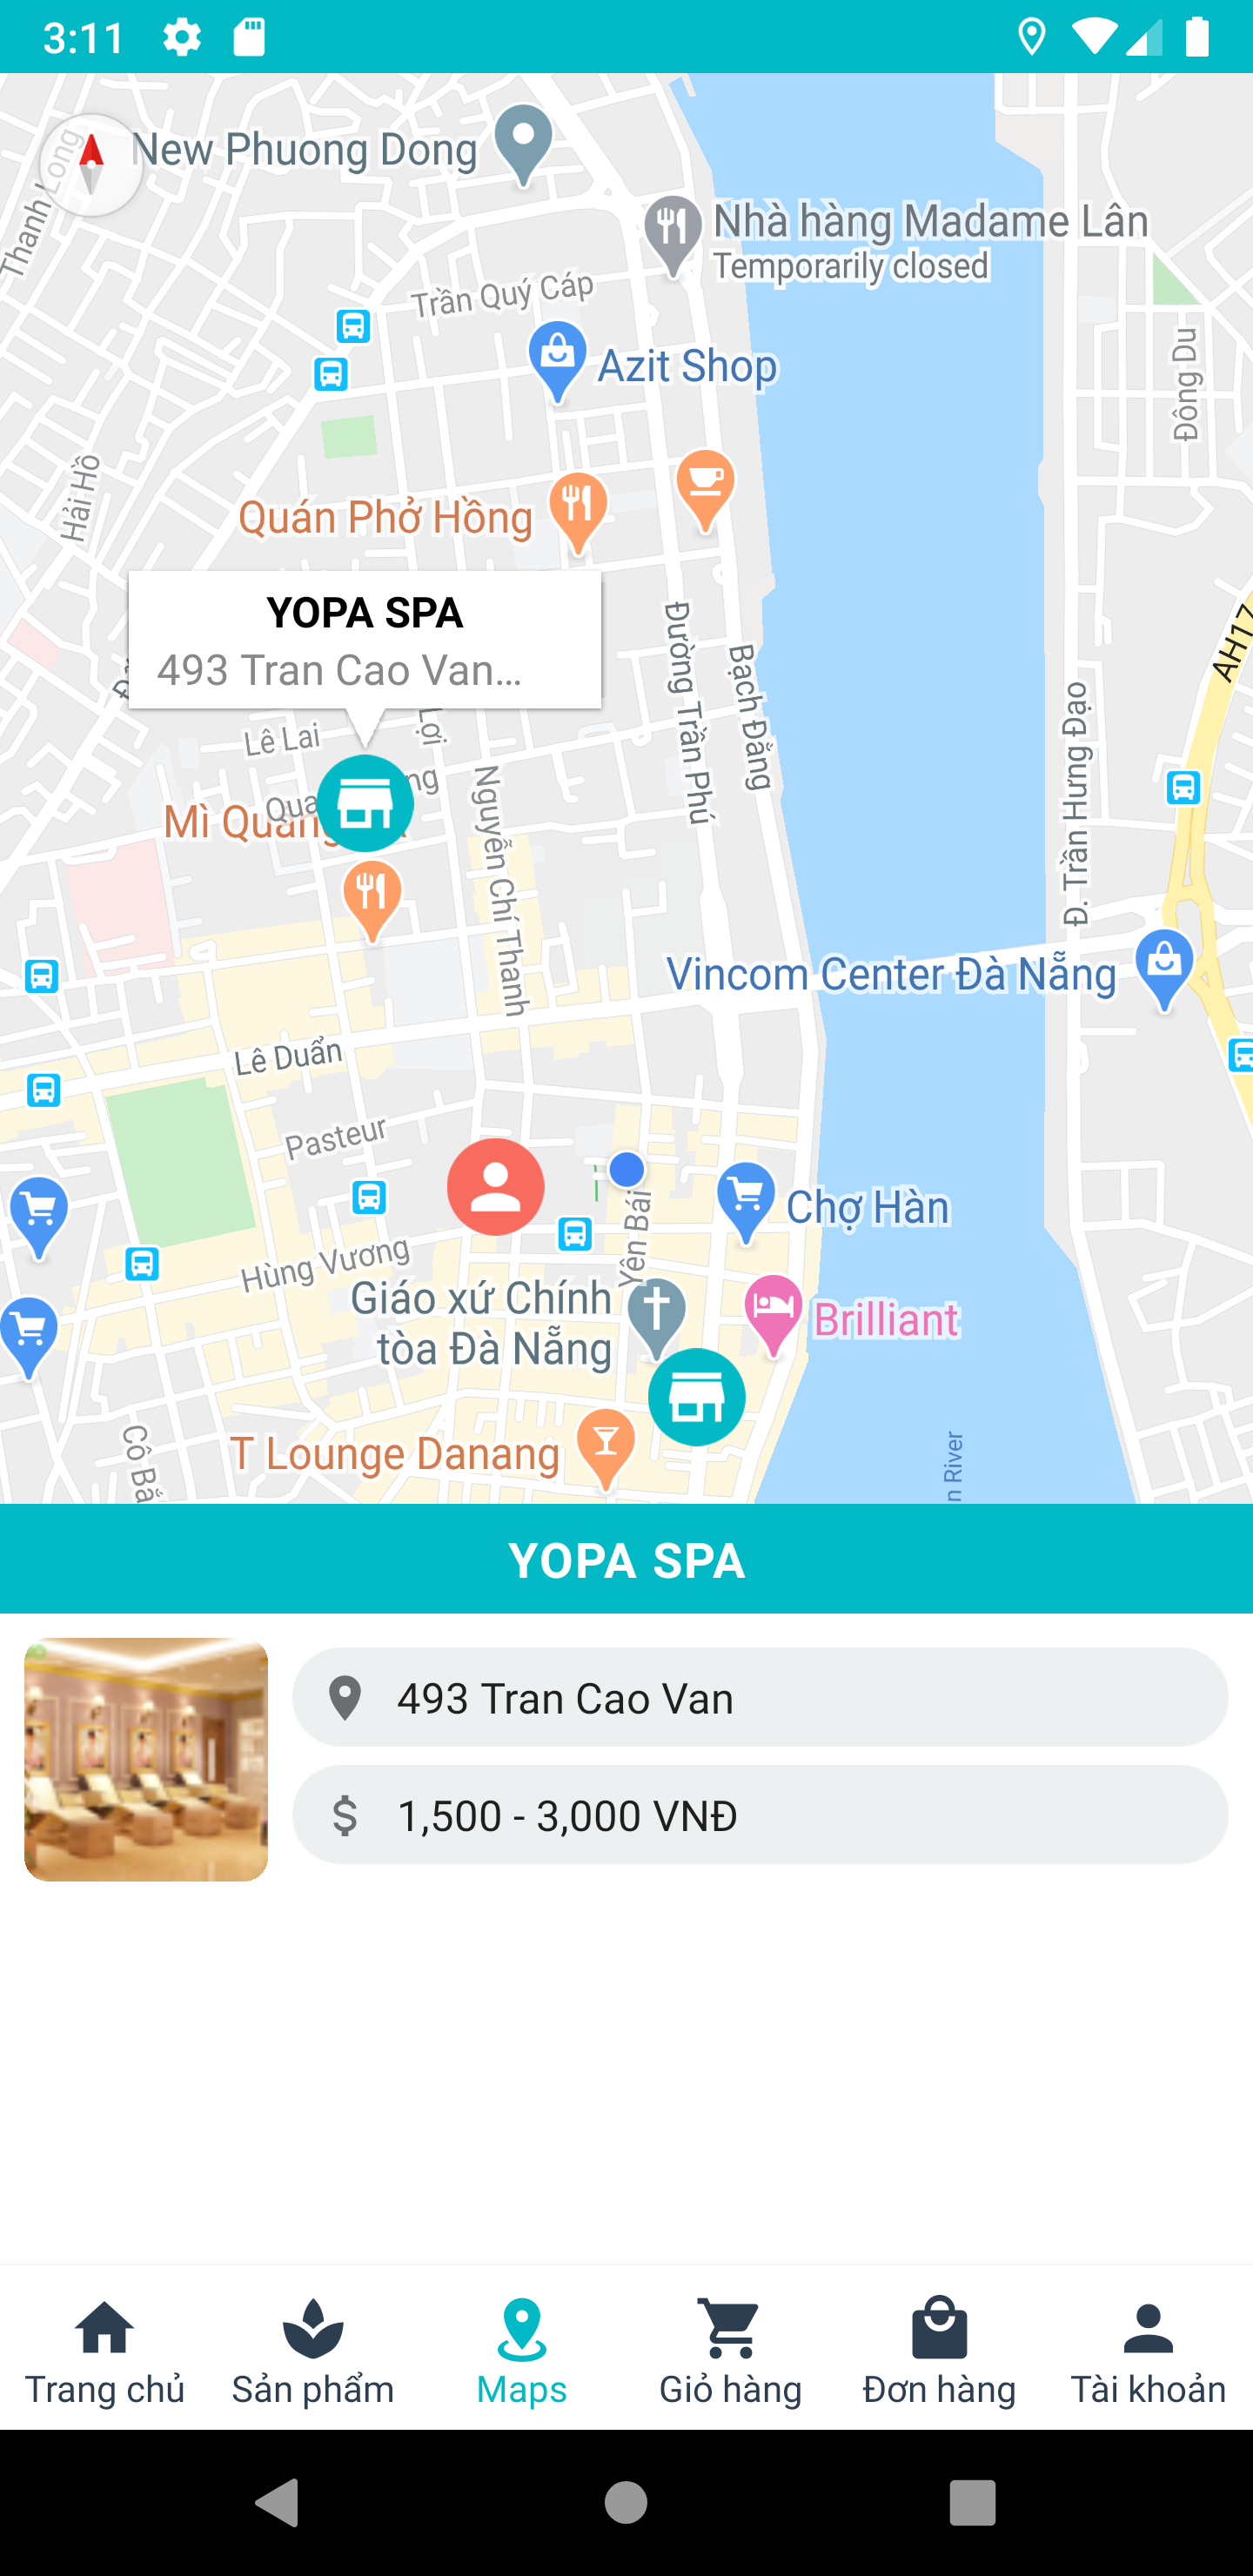 3:11
New Phuong Dong
Thanh Long
Nhà hàng Madame Lân
Temporarily closed
Trần Quý Cáp
Azit Shop
Đông Du
Hải Hồ
Quán Phở Hồng
YOPA SPA
493 Tran Cao Van...
Đường Trần Phú
Bạch Đằng
AH17
Lê Lai
Lợi
Mì Quảng
Nguyễn Chí Thanh
Đ. Trần Hưng Đạo
Vincom Center Đà Nẵng
Lê Duẩn
Pasteur
Chợ Hàn
Yên Bái
Hùng Vương
Giáo xứ Chính
tòa Đà Nẵng
Brilliant
T Lounge Danang
Cô Bắ
n River
YOPA SPA
493 Tran Cao Van
1,500 - 3,000 VNĐ
Trang chủ
Sản phẩm
Maps
Giỏ hàng
Đơn hàng
Tài khoản